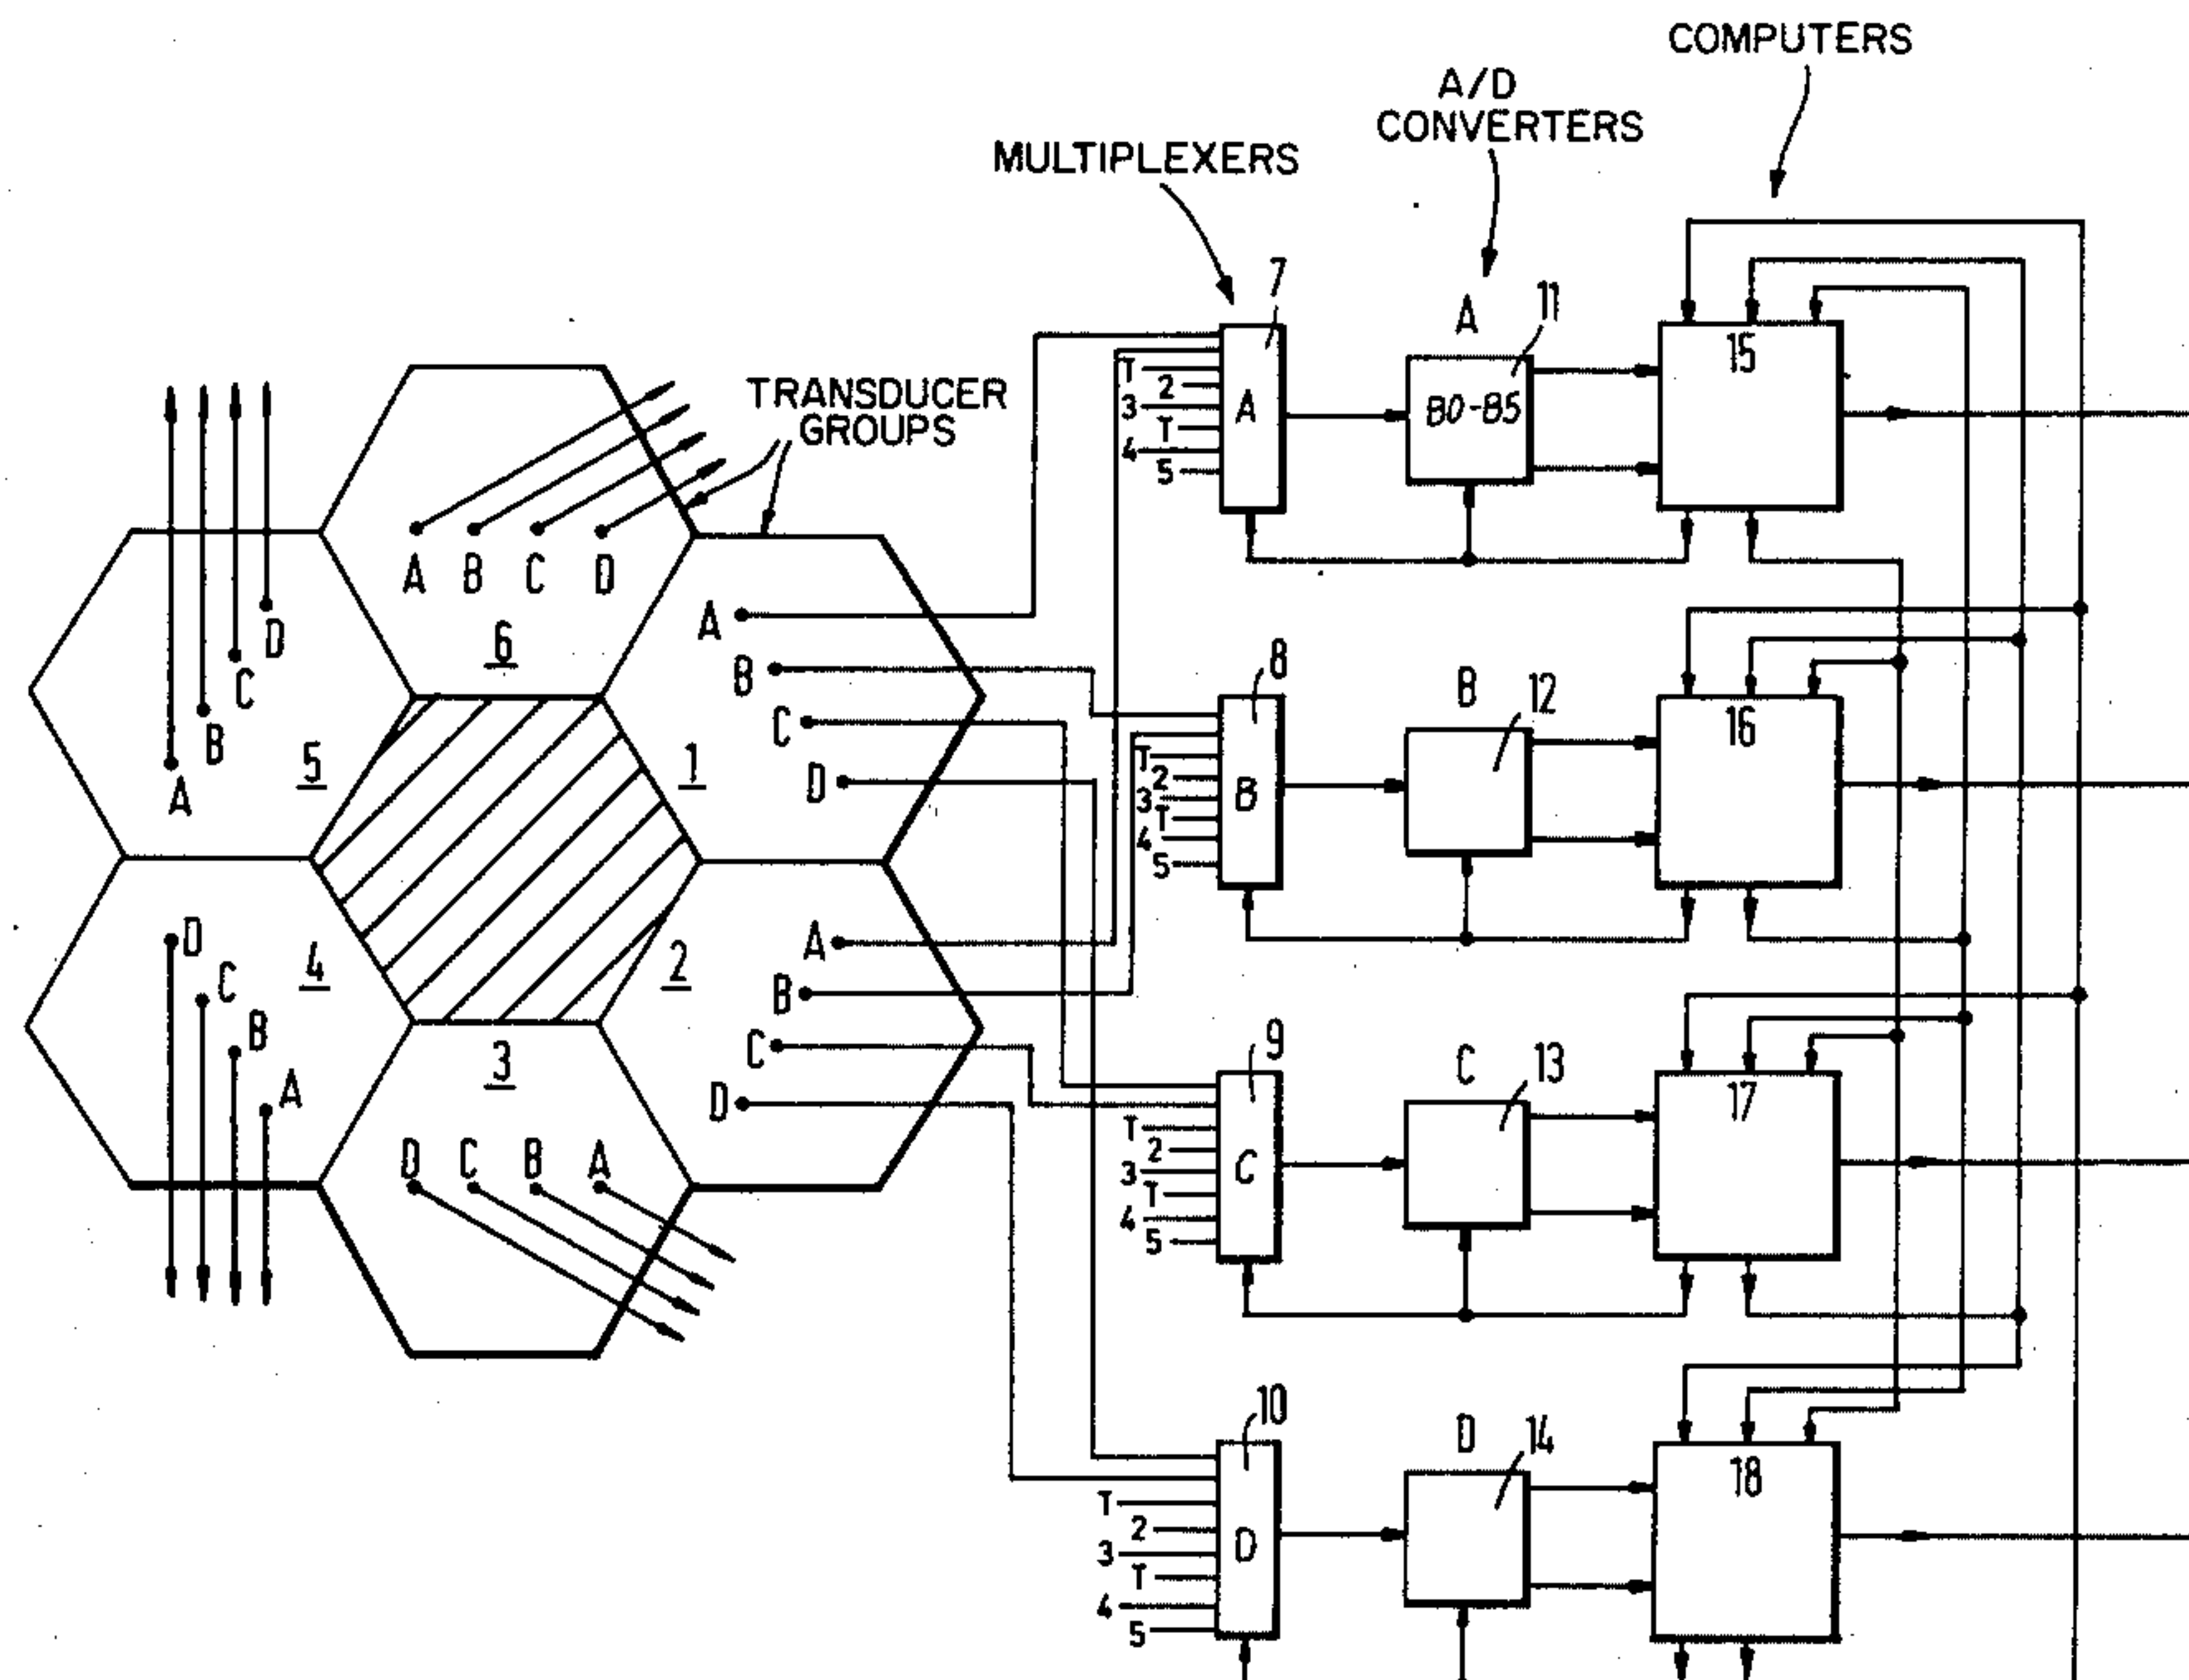 COMPUTERS
A/D
CONVERTERS
MULTIPLEXERS
TRANSDUCER
GROUPS
A B C D
6
D
C
B
A
5
A
B
C
D
1
D
C
B
A
4
A
B
C
D
2
3
D C B A
7
T
2
3
T
4
5
A
A
11
B0-B5
15
8
T
2
3
T
4
5
B
B
12
16
9
T
2
3
T
4
5
C
C
13
17
10
T
2
3
T
4
5
D
D
14
18